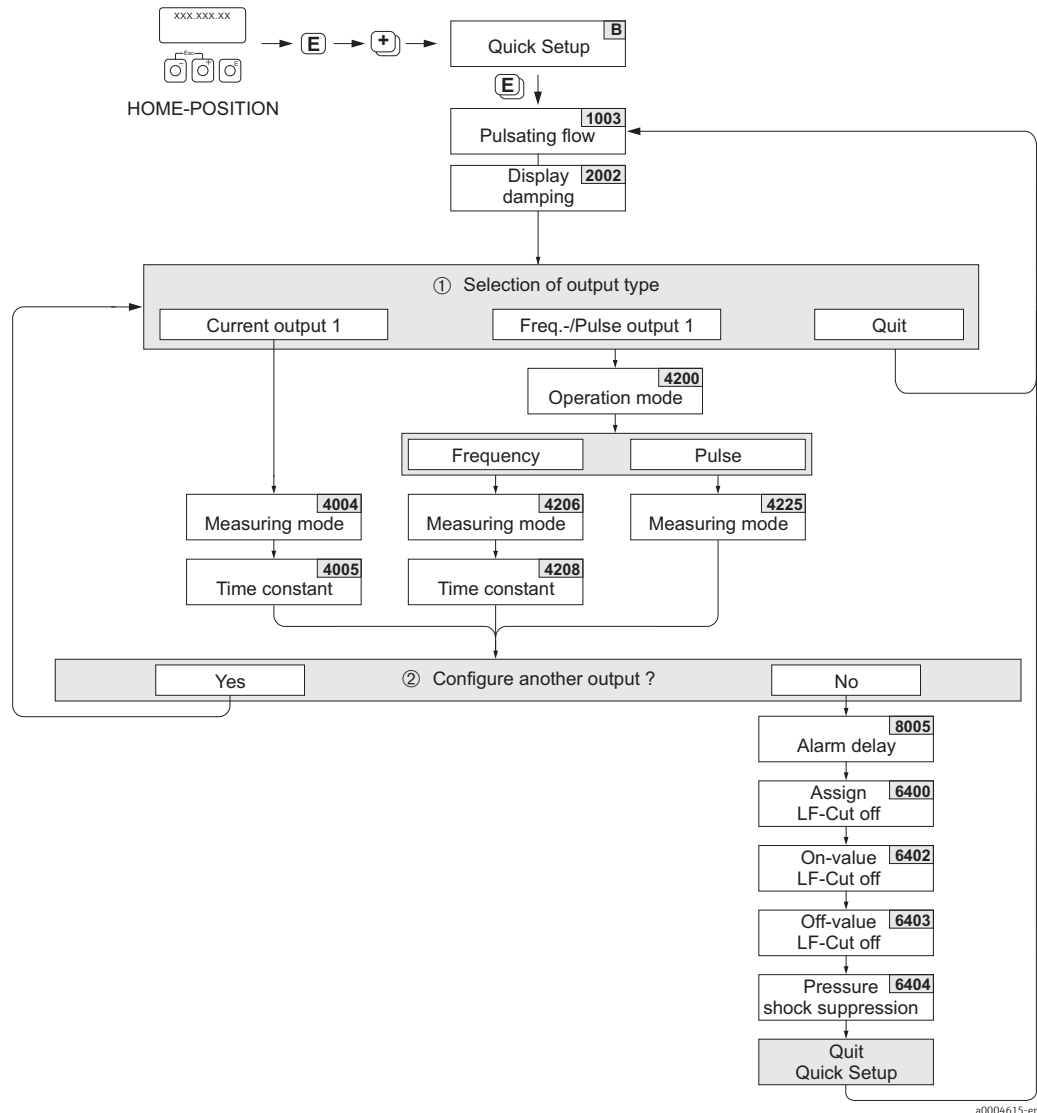 xxx.xxx.xx
Esc
- + E
HOME-POSITION
E
+
B
Quick Setup
E
1003
Pulsating flow
Display 2002
damping
① Selection of output type
Current output 1
Freq.-/Pulse output 1
Quit
4200
Operation mode
Frequency
Pulse
4004
Measuring mode
4206
Measuring mode
4225
Measuring mode
4005
Time constant
4208
Time constant
Yes
② Configure another output ?
No
8005
Alarm delay
Assign 6400
LF-Cut off
On-value 6402
LF-Cut off
Off-value 6403
LF-Cut off
Pressure 6404
shock suppression
Quit
Quick Setup
a0004615-en